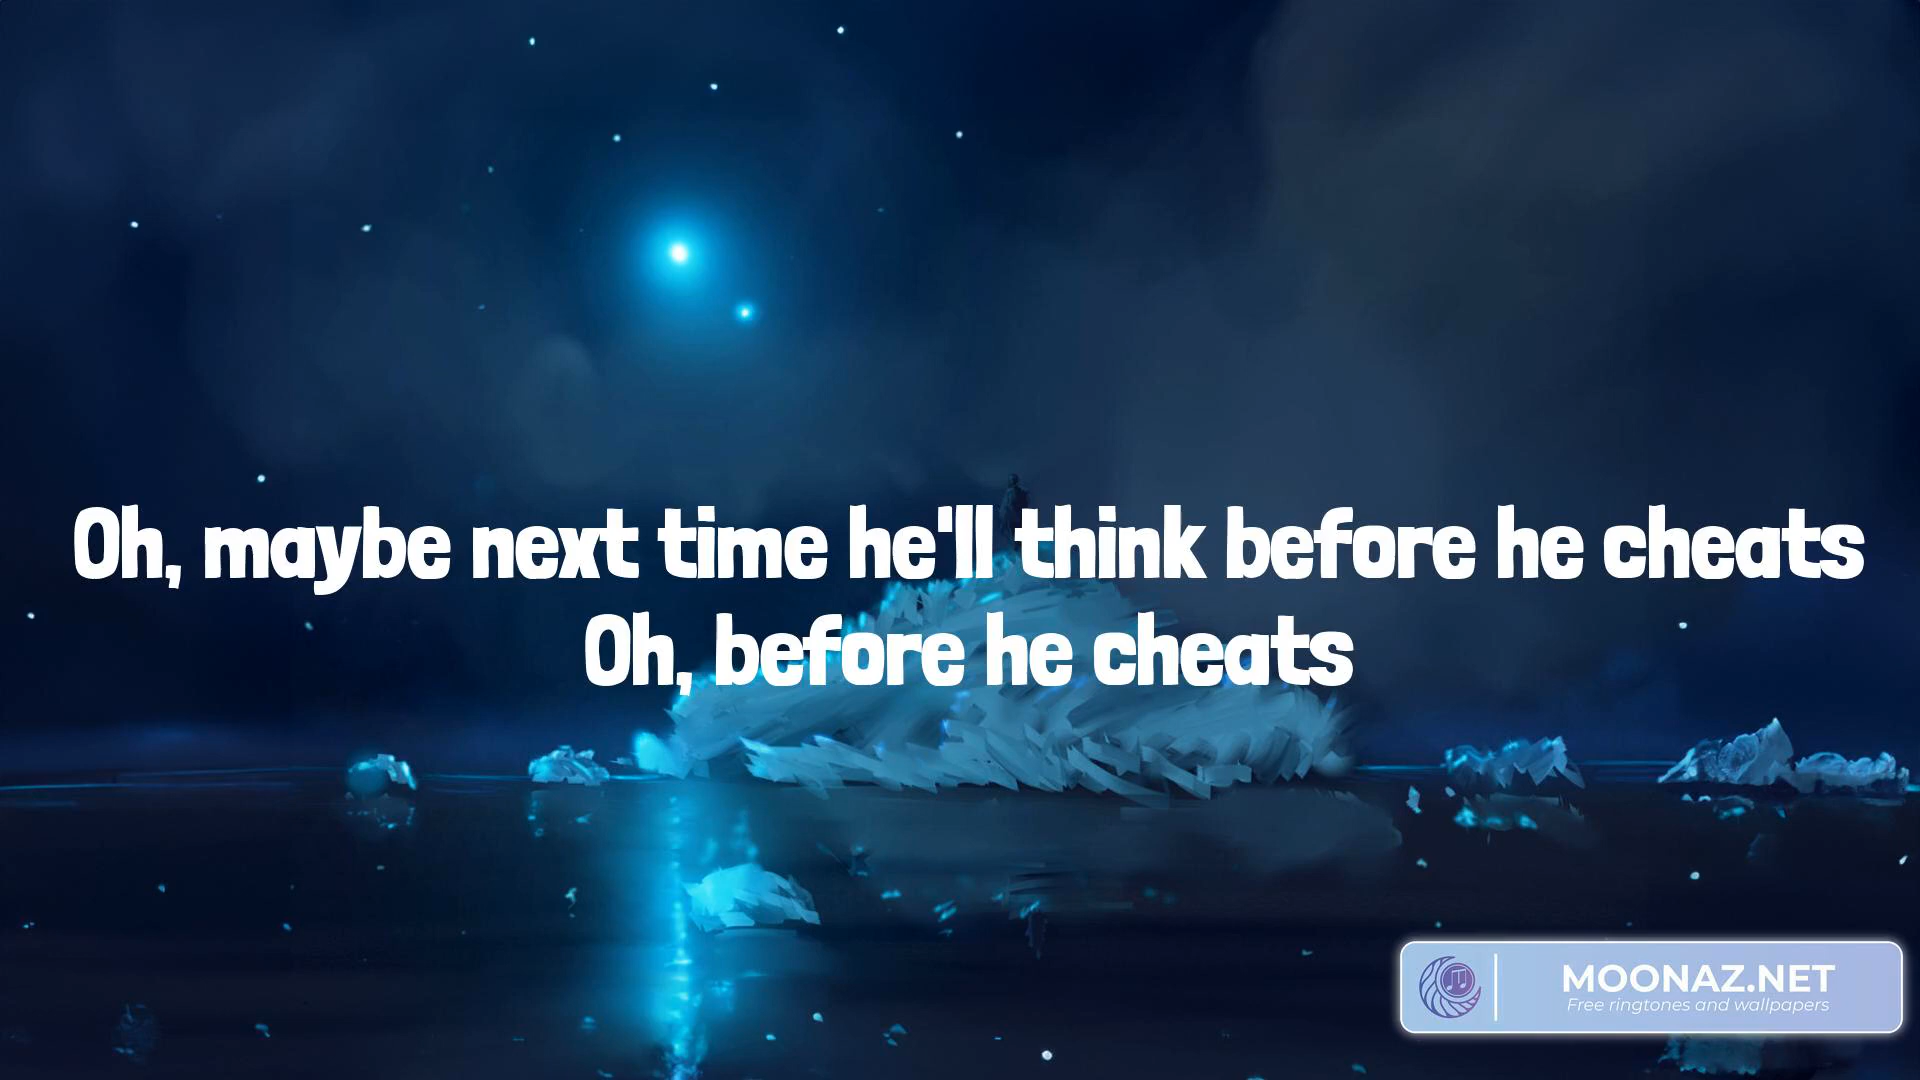 Oh, maybe next time he'll think before he cheats
Oh, before he cheats
MOONAZ.NET
Free ringtones and wallpapers